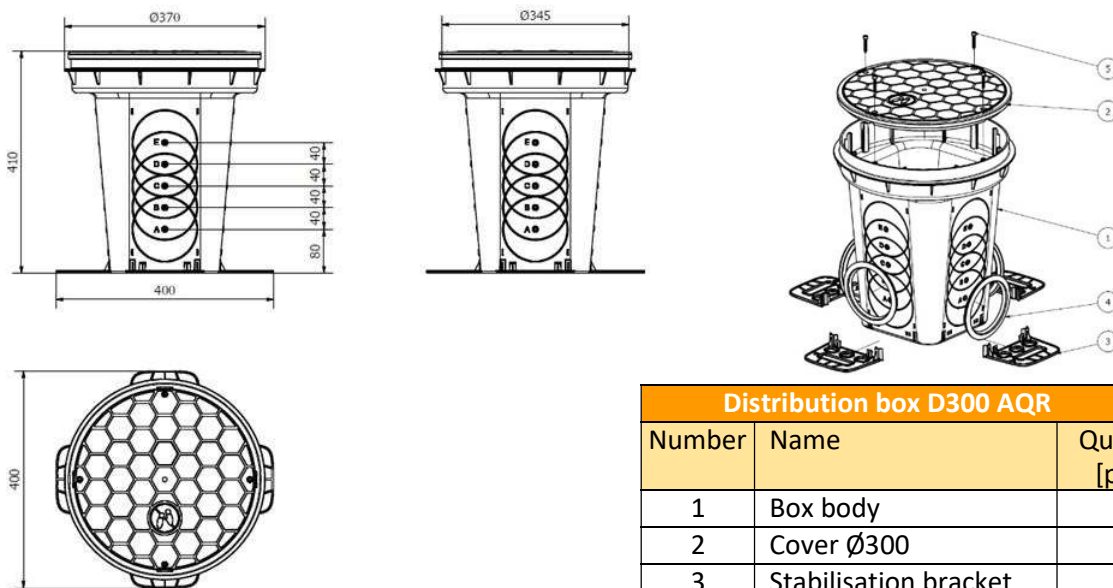 Ø370
Ø345
410
E
D
C
B
A
40
40
40
40
80
400
E
D
C
B
A
5
2
1
4
3
400
Distribution box D300 AQR
Number Name Qu
[p
1 Box body
2 Cover Ø300
3 Stabilisation bracket